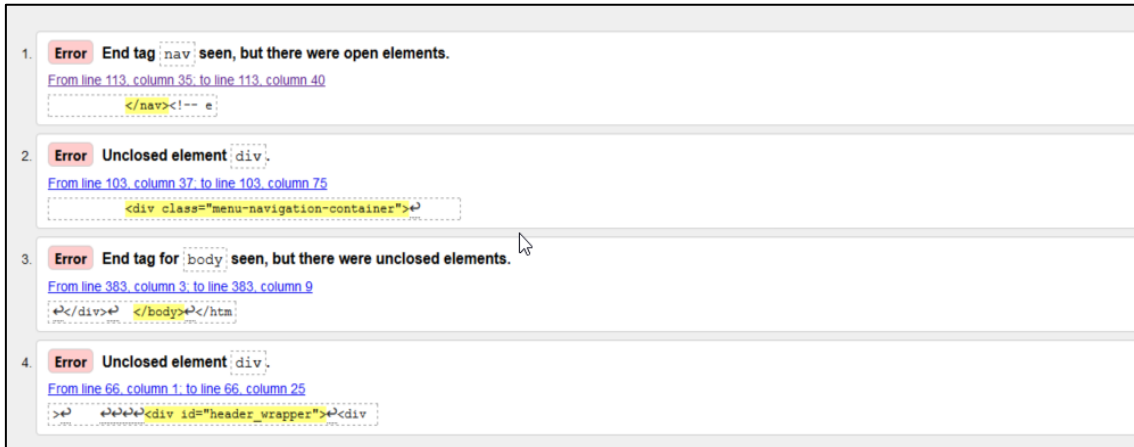 1. Error End tag nav seen, but there were open elements.
From line 113, column 35; to line 113, column 40
</nav><!-- e
2. Error Unclosed element div.
From line 103, column 37; to line 103, column 75
<div class="menu-navigation-container">↩
3. Error End tag for body seen, but there were unclosed elements.
From line 383, column 3; to line 383, column 9
↩</div>↩ </body>↩</htm
4. Error Unclosed element div.
From line 66, column 1; to line 66, column 25
>↩ ↩↩↩↩<div id="header_wrapper">↩<div